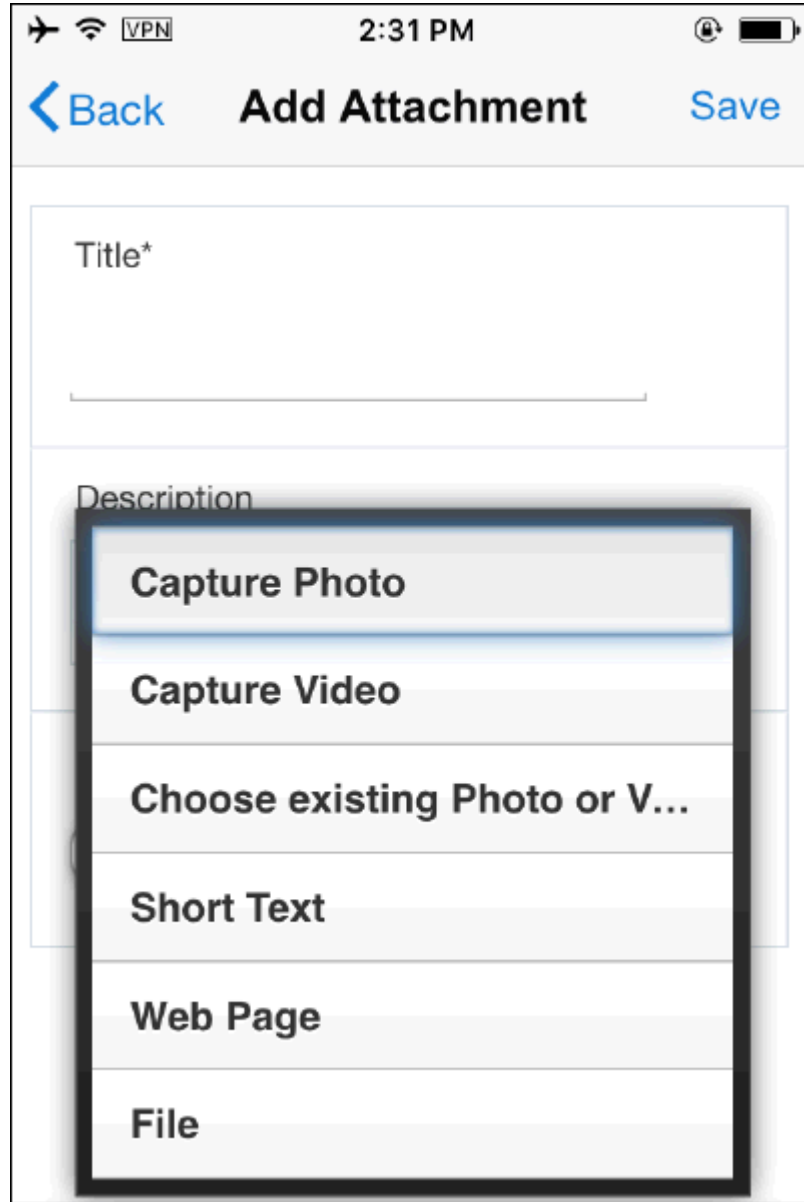 VPN 2:31 PM
Back Add Attachment Save
Title*
Description
Capture Photo
Capture Video
Choose existing Photo or V...
Short Text
Web Page
File